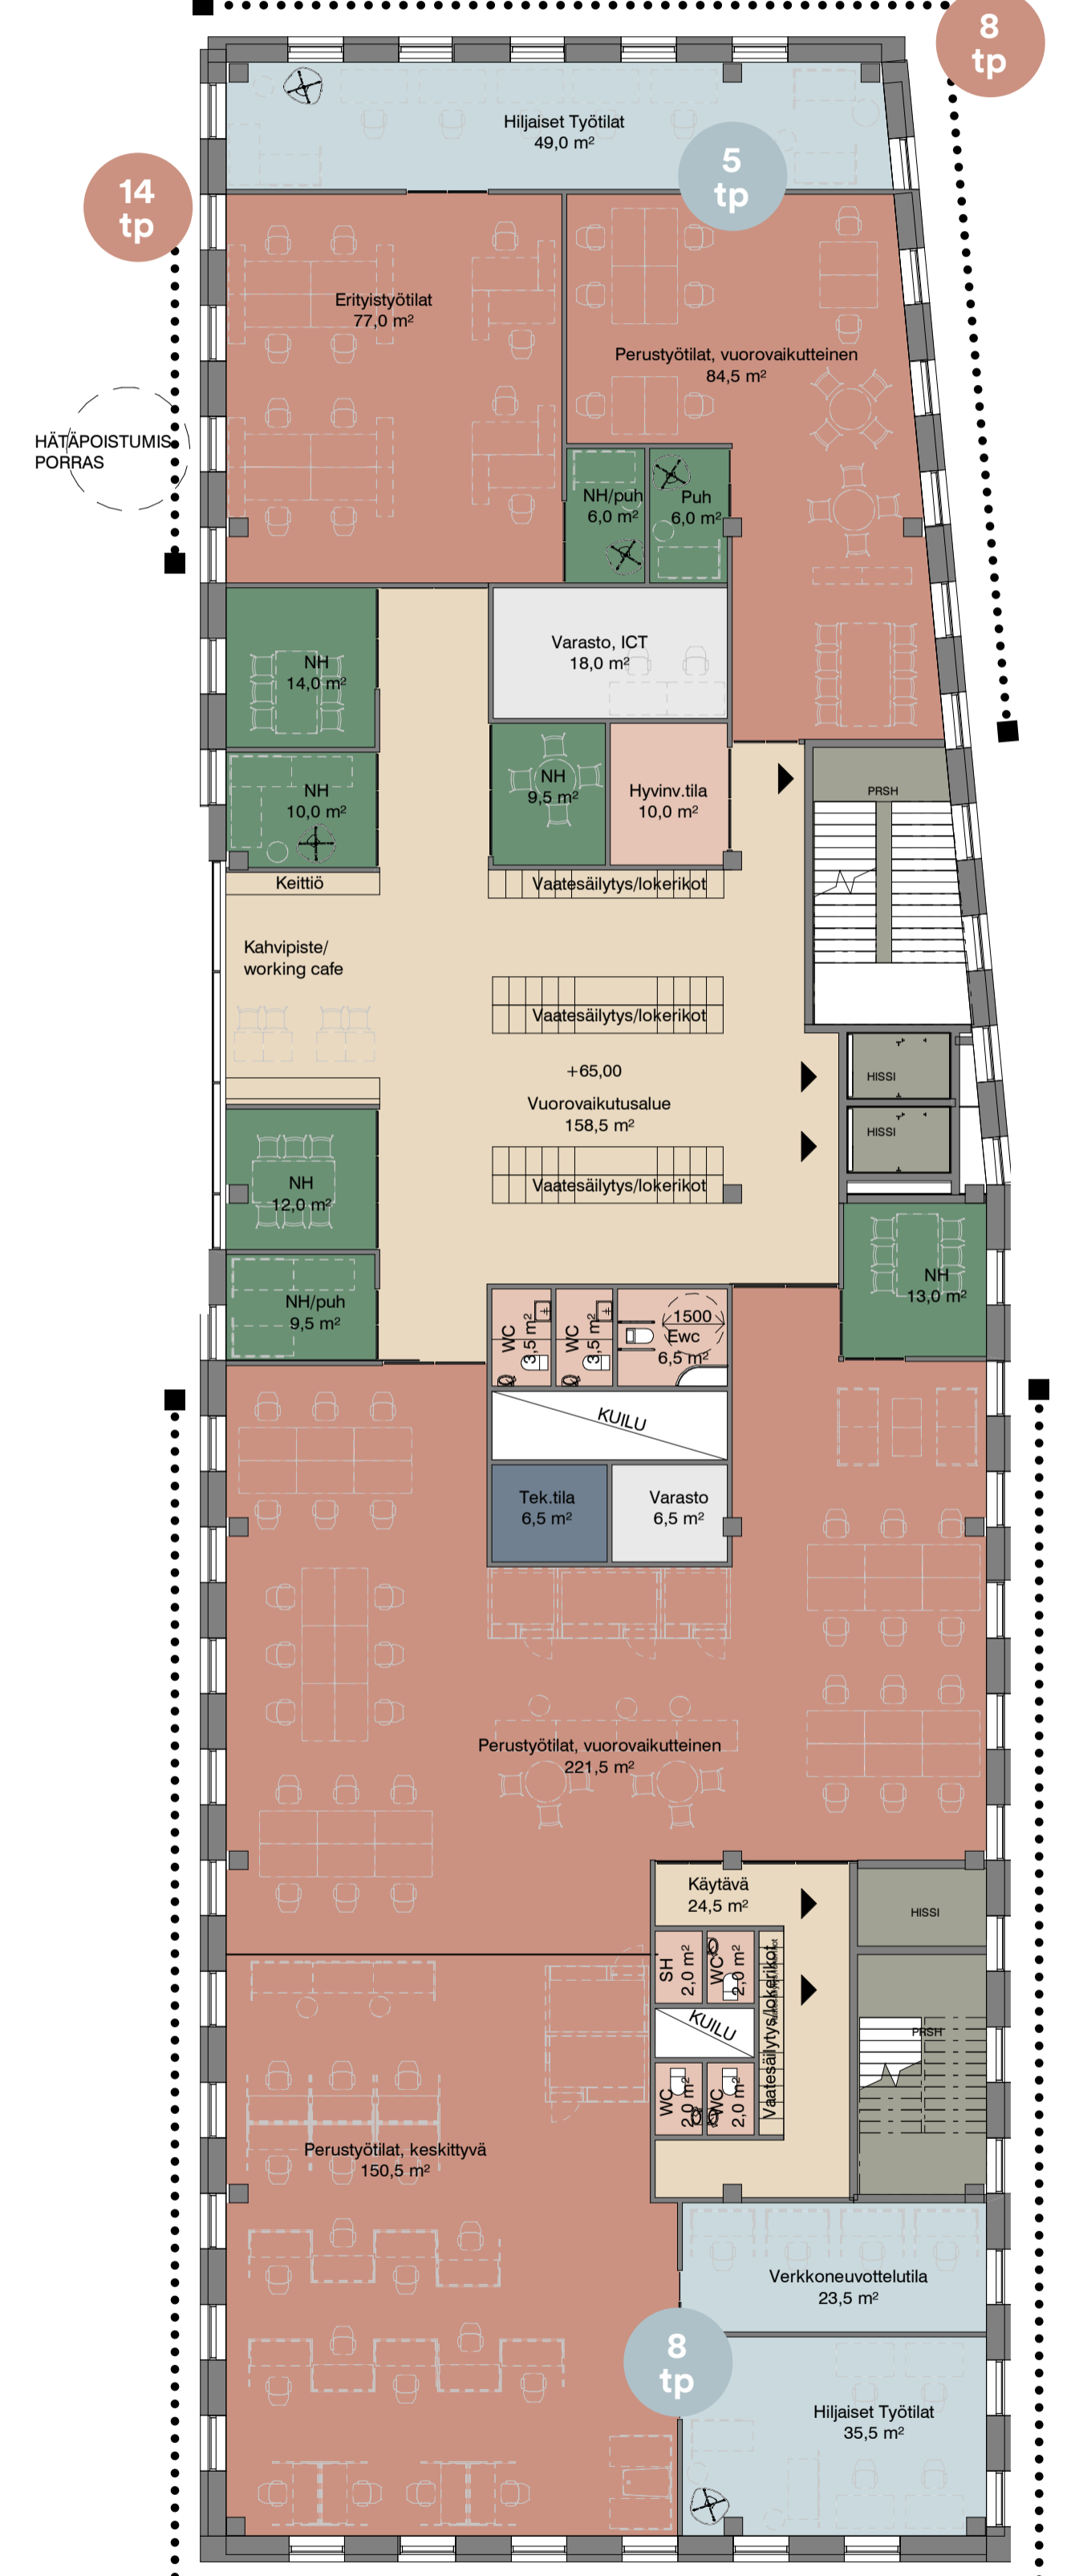 8
tp
Hiljaiset Työtilat
49,0 m²
5
tp
14
tp
Erityistyötilat
77,0 m²
Perustyötilat, vuorovaikutteinen
84,5 m²
HÄTÄPOISTUMIS
PORRAS
NH/puh
6,0 m²
Puh
6,0 m²
Varasto, ICT
18,0 m²
NH
14,0 m²
NH
10,0 m²
NH
9,5 m²
Hyvinv.tila
10,0 m²
PRSH
Keittiö
Vaatesäilytys/lokerikot
Kahvipiste/
working cafe
Vaatesäilytys/lokerikot
+65,00
Vuorovaikutusalue
158,5 m²
HISSI
HISSI
Vaatesäilytys/lokerikot
NH
12,0 m²
NH
13,0 m²
NH/puh
9,5 m²
WC
3,5 m²
WC
3,5 m²
1500
Ewc
6,5 m²
KUILU
Tek.tila
6,5 m²
Varasto
6,5 m²
Perustyötilat, vuorovaikutteinen
221,5 m²
Käytävä
24,5 m²
HISSI
SH
2,0 m²
WC
2,0 m²
KUILU
Vaatesäilytys/lokerikot
PRSH
WC
2,0 m²
WC
2,0 m²
Perustyötilat, keskittyvä
150,5 m²
Verkkoneuvottelutila
23,5 m²
8
tp
Hiljaiset Työtilat
35,5 m²